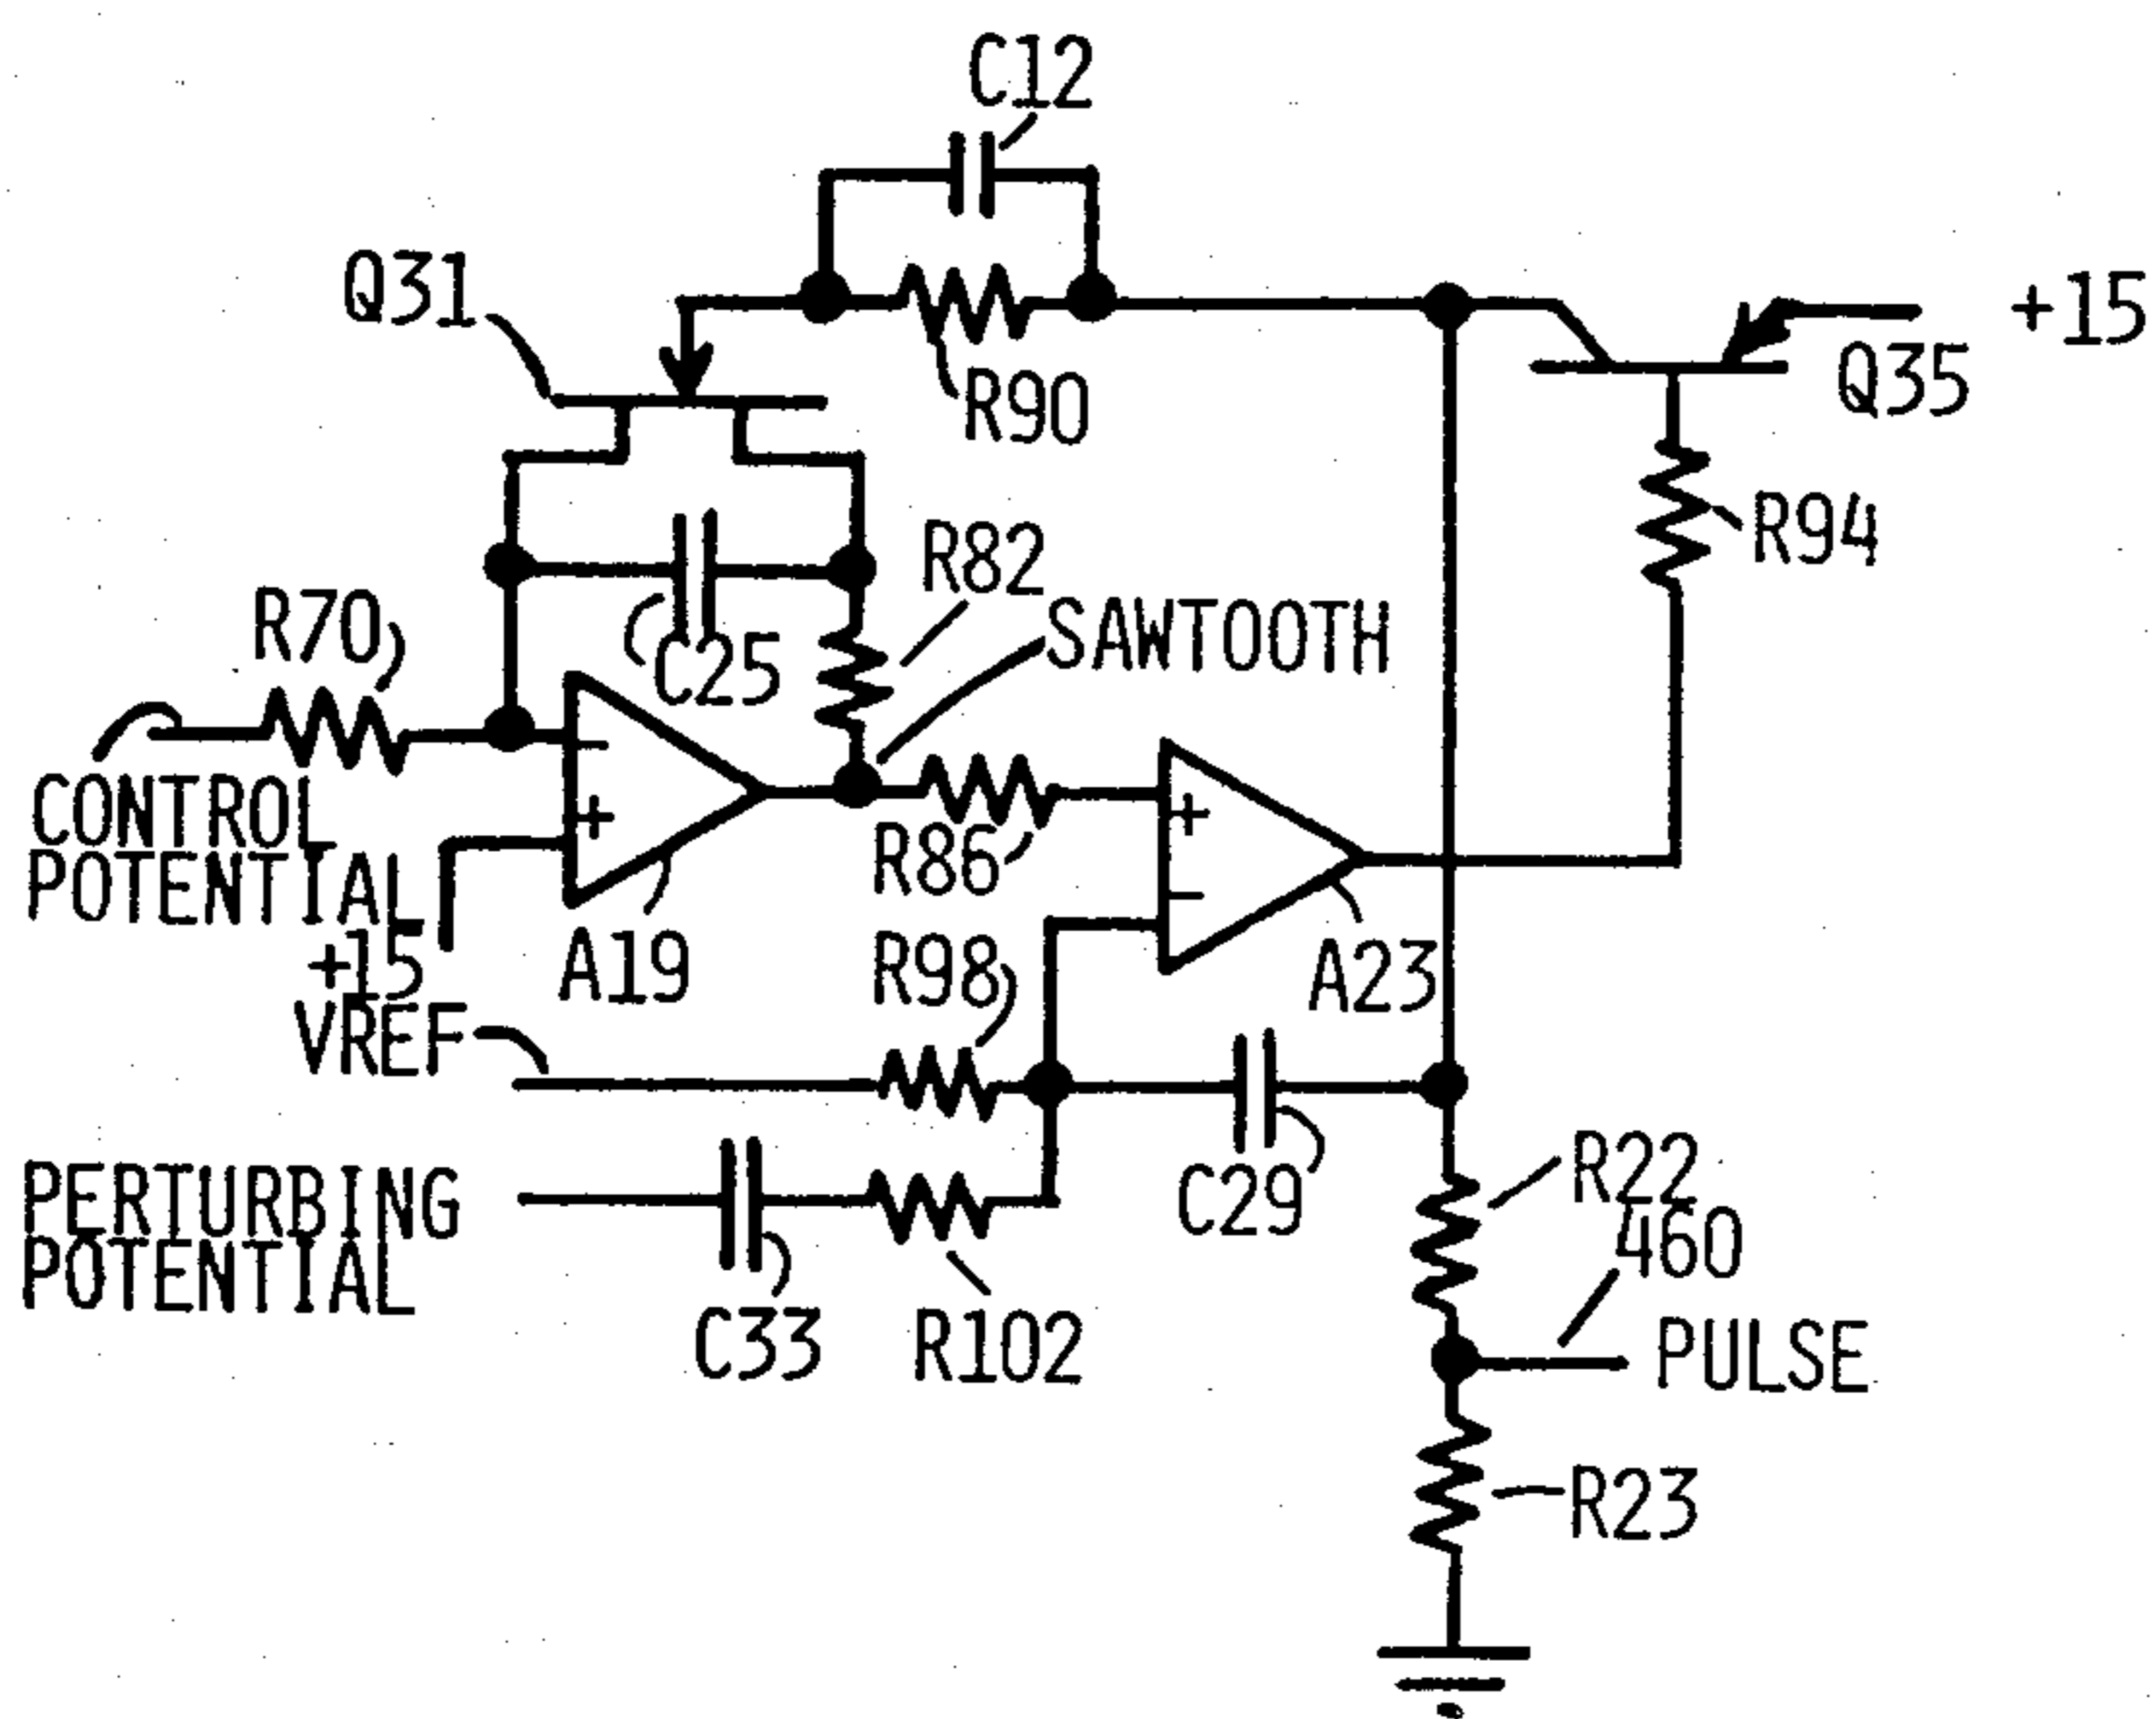 C12
Q31
+15
Q35
R90
R94
R82
SAWTOOTH
R70
C25
-
+
+
-
CONTROL
POTENTIAL
R86
+15
A19
R98
A23
VREF
PERTURBING
POTENTIAL
C29
R22
460
PULSE
C33
R102
R23